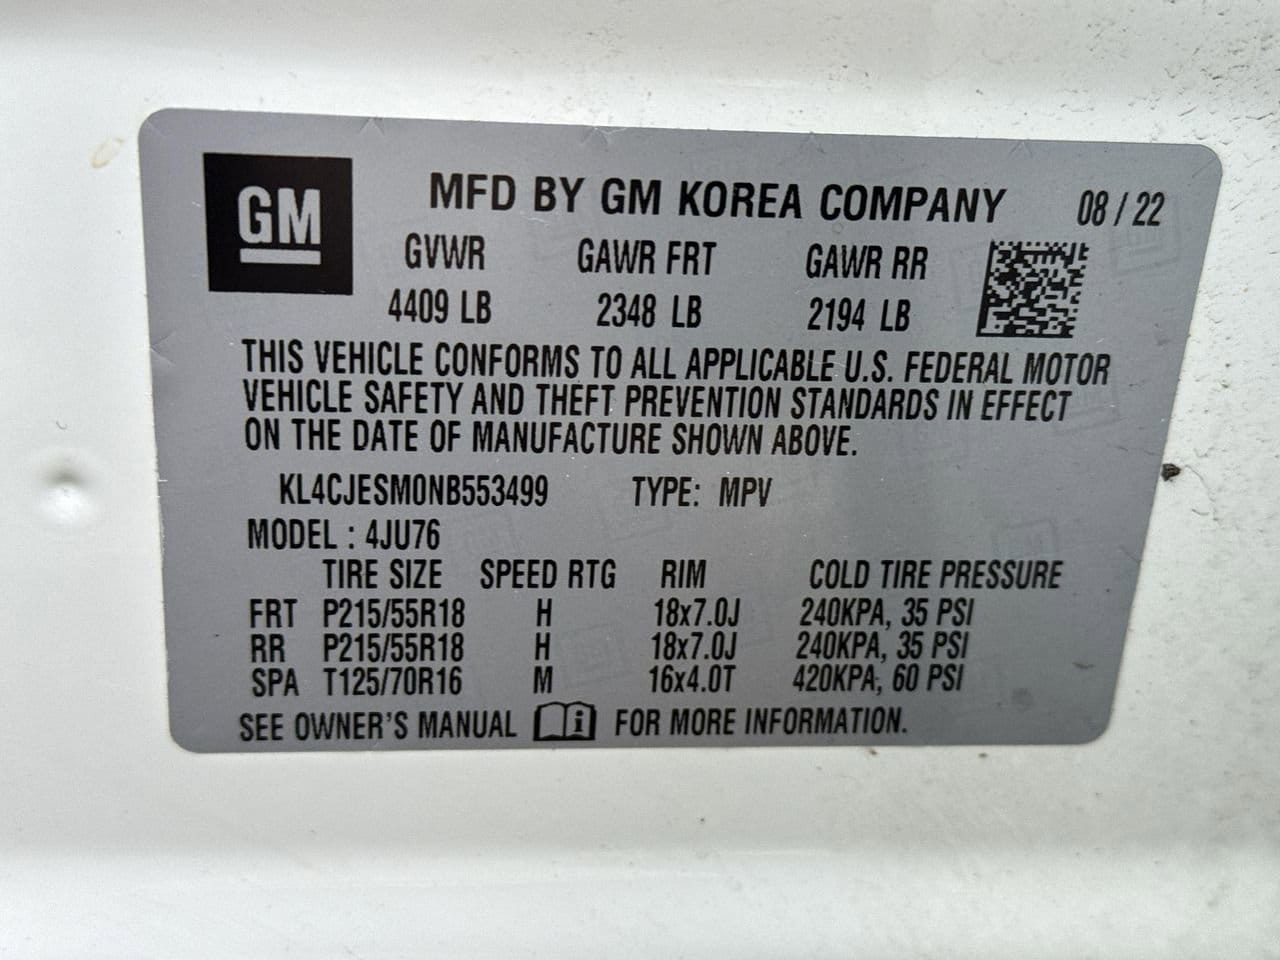 GM
MFD BY GM KOREA COMPANY 08 / 22
GVWR GAWR FRT GAWR RR
4409 LB 2348 LB 2194 LB
THIS VEHICLE CONFORMS TO ALL APPLICABLE U.S. FEDERAL MOTOR
VEHICLE SAFETY AND THEFT PREVENTION STANDARDS IN EFFECT
ON THE DATE OF MANUFACTURE SHOWN ABOVE.
KL4CJESM0NB553499 TYPE: MPV
MODEL : 4JU76
TIRE SIZE SPEED RTG RIM COLD TIRE PRESSURE
FRT P215/55R18 H 18x7.0J 240KPA, 35 PSI
RR P215/55R18 H 18x7.0J 240KPA, 35 PSI
SPA T125/70R16 M 16x4.0T 420KPA, 60 PSI
SEE OWNER'S MANUAL i FOR MORE INFORMATION.